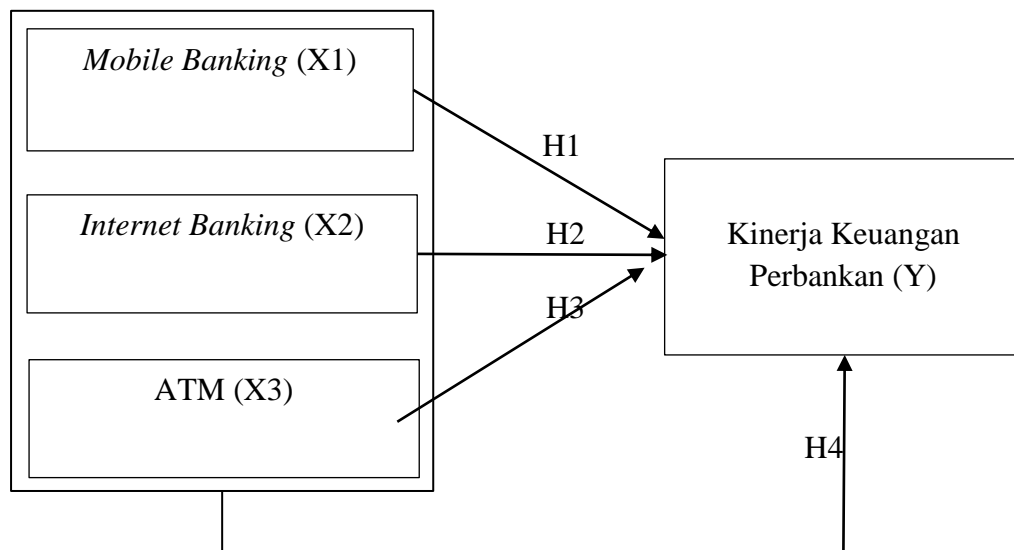 Mobile Banking (X1)
H1
Internet Banking (X2)
H2
Kinerja Keuangan
Perbankan (Y)
H3
ATM (X3)
H4